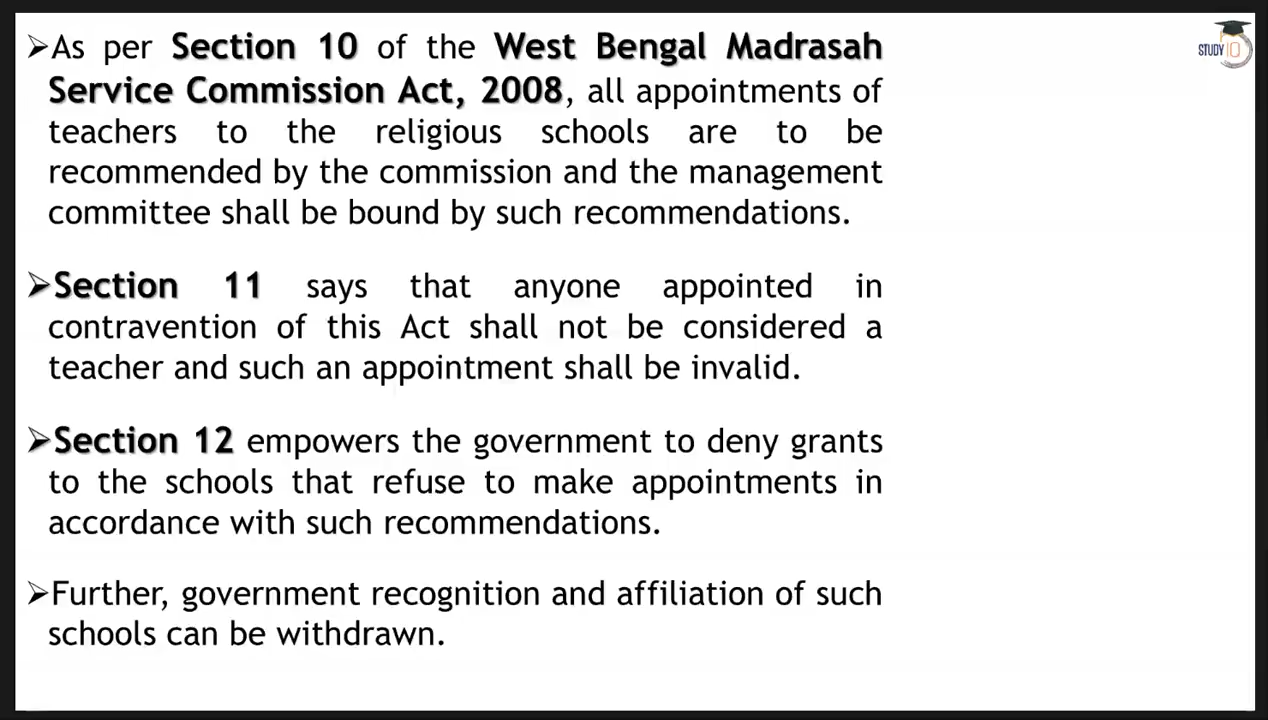 ➢As per Section 10 of the West Bengal Madrasah
Service Commission Act, 2008, all appointments of
teachers to the religious schools are to be
recommended by the commission and the management
committee shall be bound by such recommendations.
➢Section 11 says that anyone appointed in
contravention of this Act shall not be considered a
teacher and such an appointment shall be invalid.
➢Section 12 empowers the government to deny grants
to the schools that refuse to make appointments in
accordance with such recommendations.
➢Further, government recognition and affiliation of such
schools can be withdrawn.
STUDY IQ